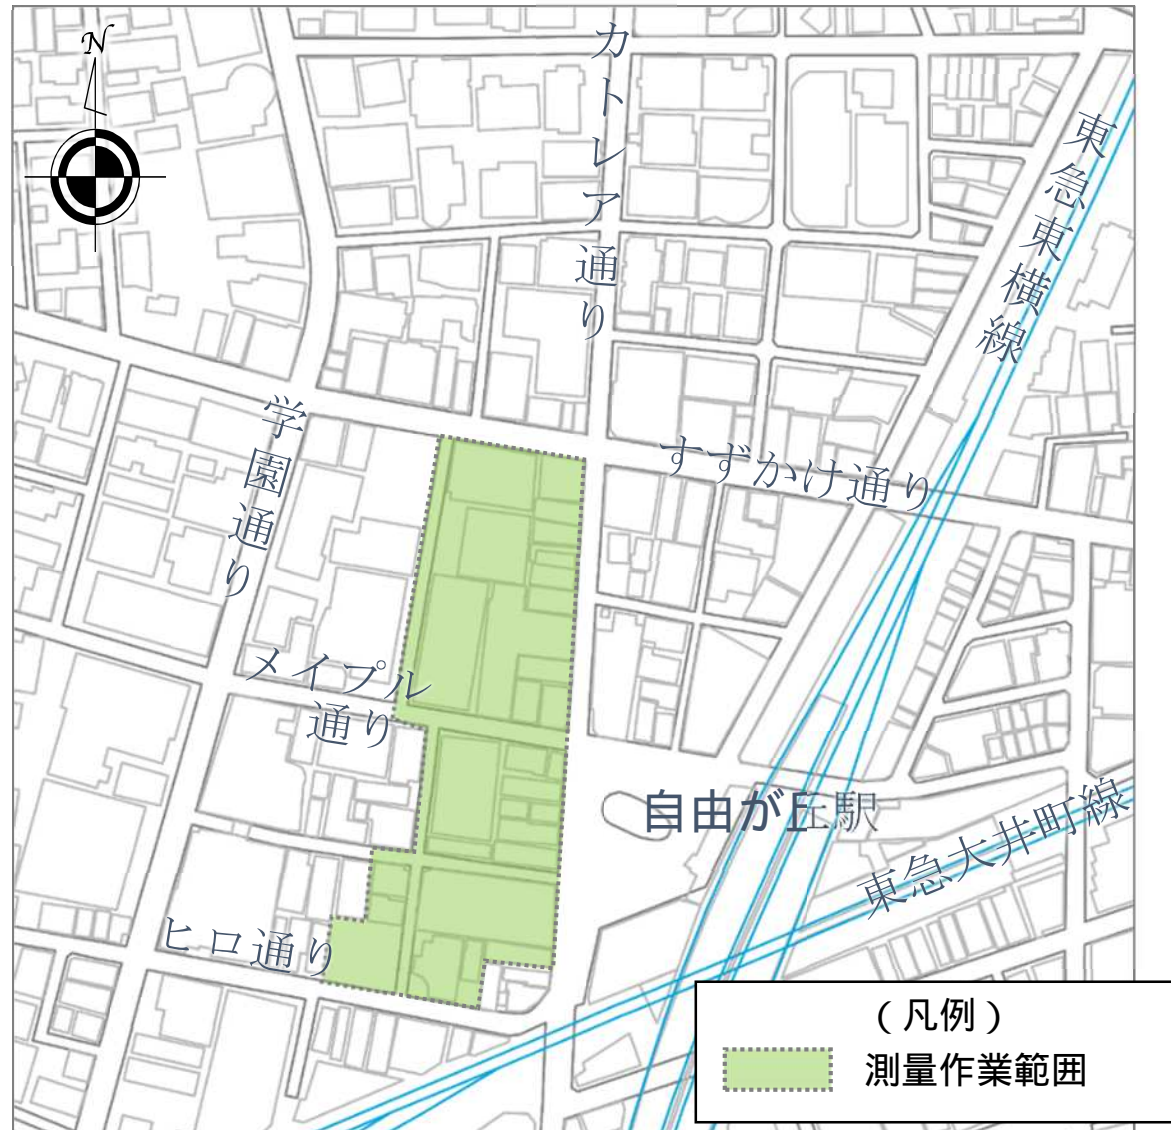 N
カトレア通り
東急東横線
学園通り
すずかけ通り
メイプル
通り
自由が丘駅
東急大井町線
ヒロ通り
（凡例）
測量作業範囲